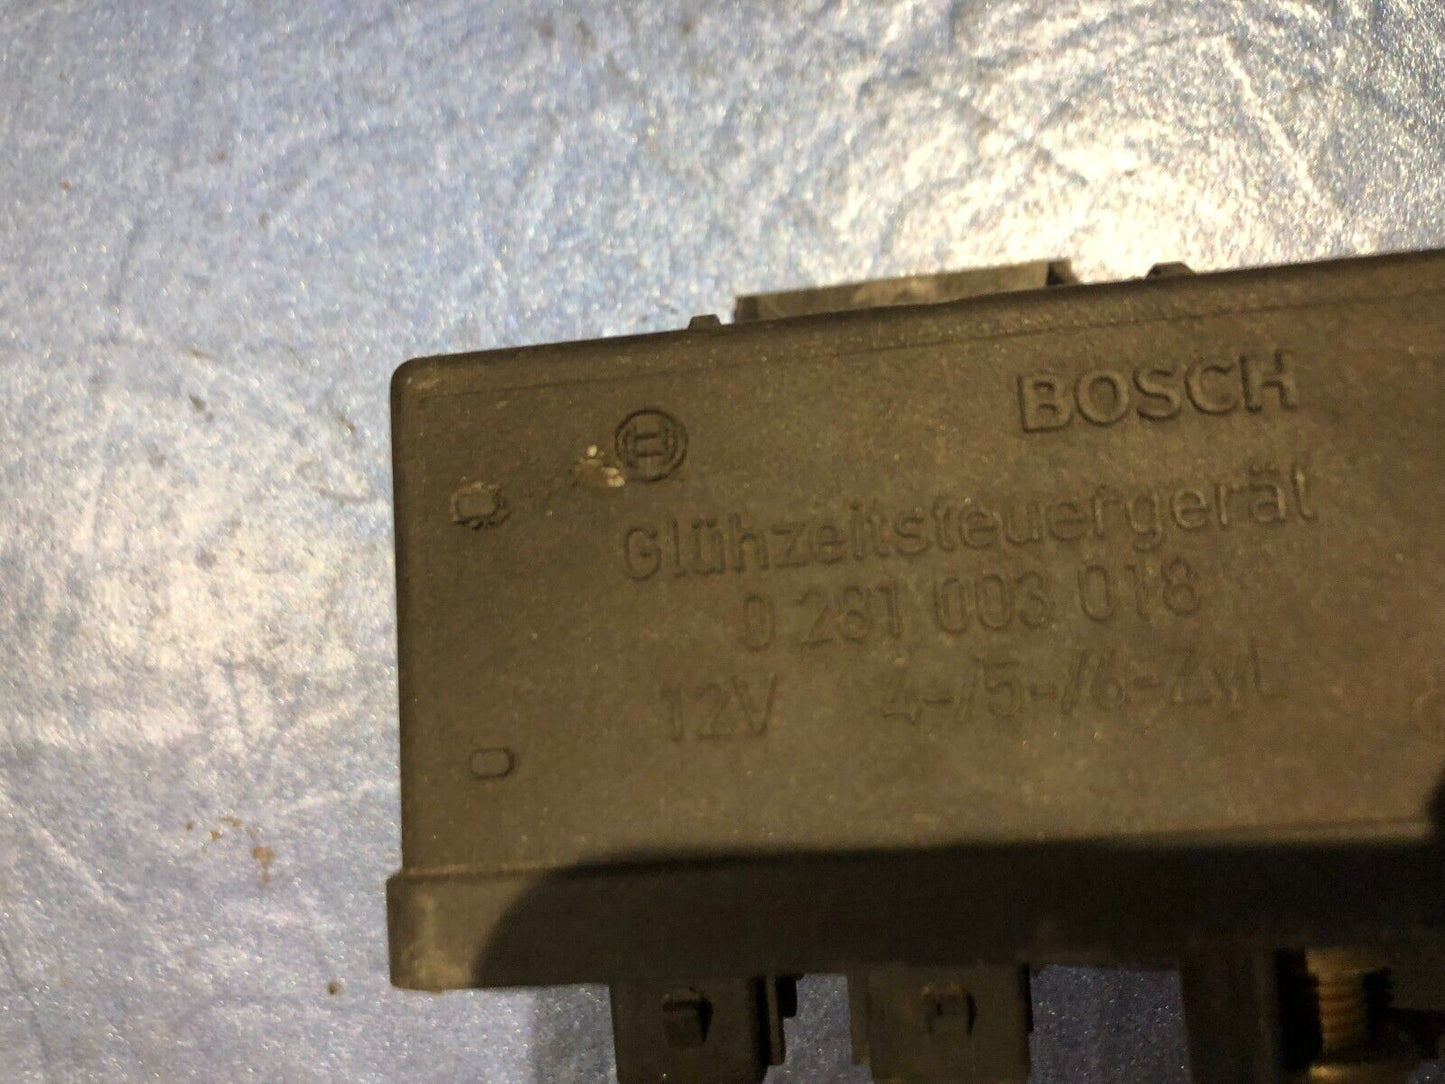 BOSCH
Glühzeitsteuergerät
0 281 003 018
12V 4-/5-/6-Zyl